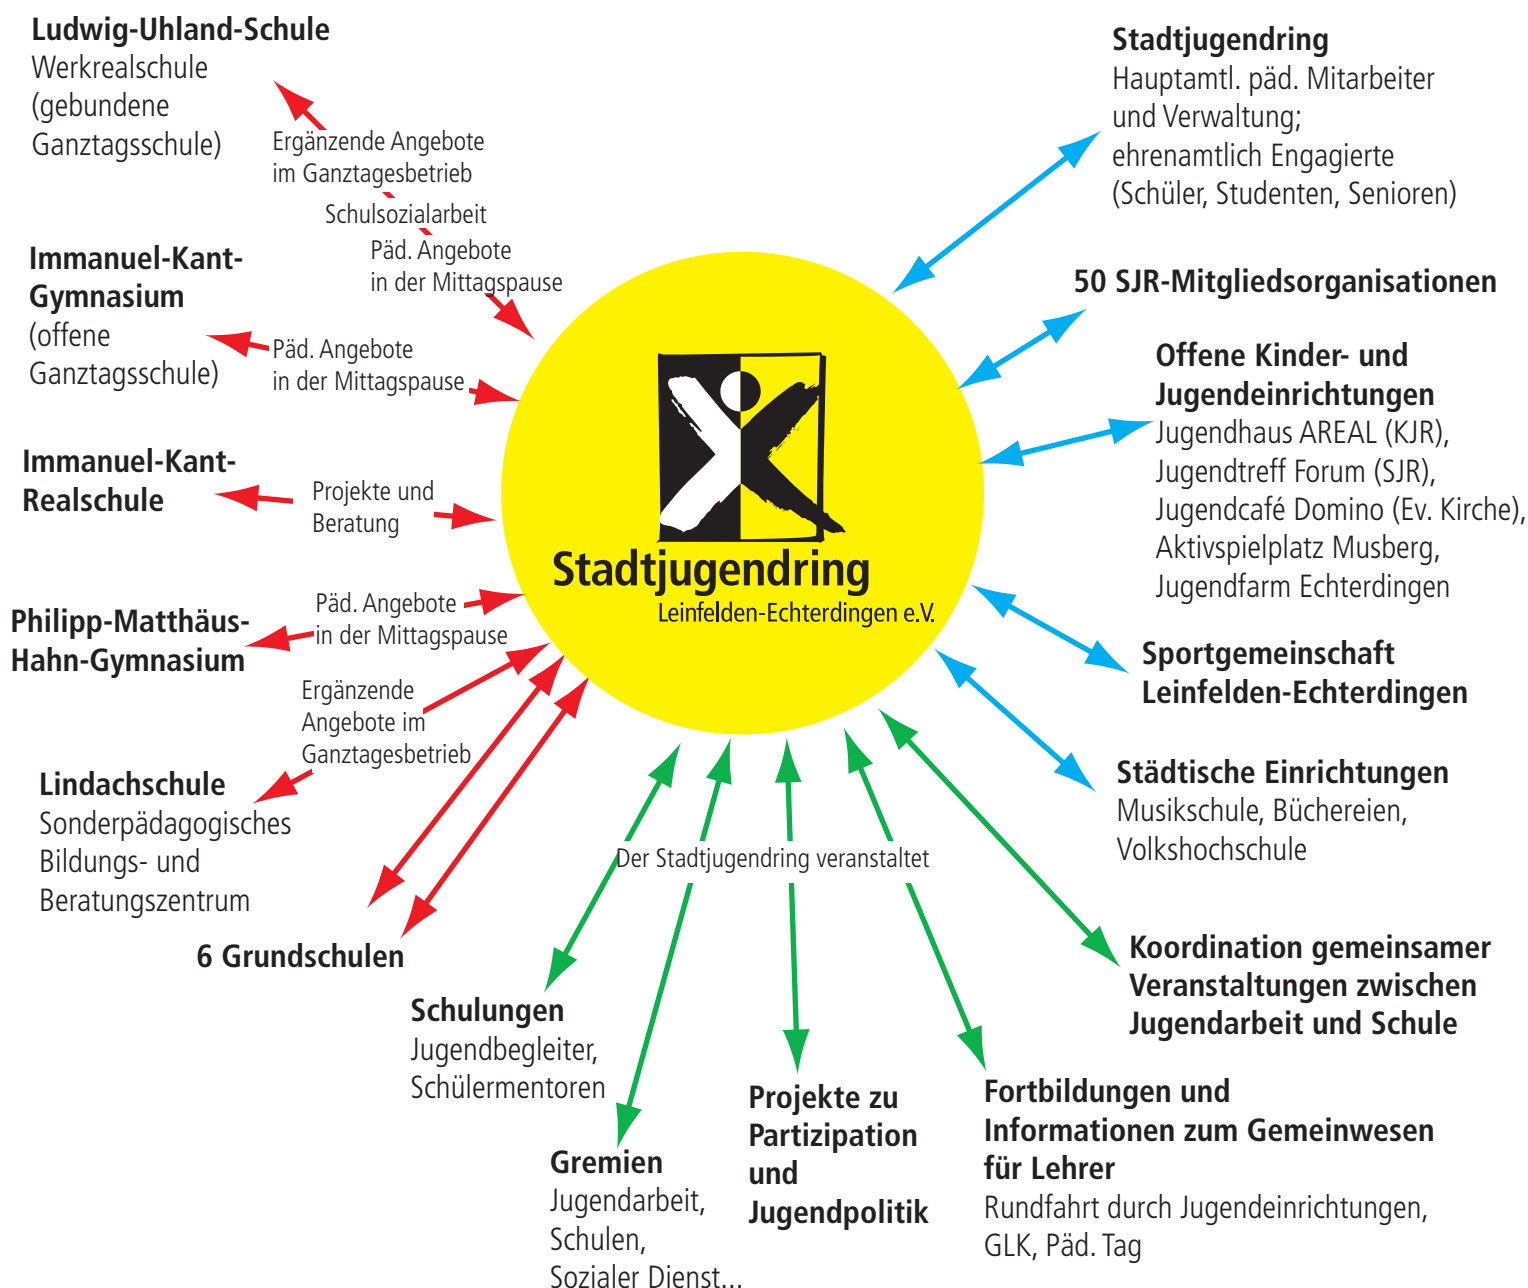 Ludwig-Uhland-Schule
Werkrealschule
(gebundene
Ganztagsschule)
Ergänzende Angebote
im Ganztagesbetrieb
Schulsozialarbeit
Päd. Angebote
in der Mittagspause
Immanuel-Kant-
Gymnasium
(offene
Ganztagsschule)
Päd. Angebote
in der Mittagspause
Immanuel-Kant-
Realschule
Projekte und
Beratung
Philipp-Matthäus-
Hahn-Gymnasium
Päd. Angebote
in der Mittagspause
Lindachschule
Sonderpädagogisches
Bildungs- und
Beratungszentrum
Ergänzende
Angebote im
Ganztagesbetrieb
6 Grundschulen
Stadtjugendring
Leinfelden-Echterdingen e.V.
Stadtjugendring
Hauptamtl. päd. Mitarbeiter
und Verwaltung;
ehrenamtlich Engagierte
(Schüler, Studenten, Senioren)
50 SJR-Mitgliedsorganisationen
Offene Kinder- und
Jugendeinrichtungen
Jugendhaus AREAL (KJR),
Jugendtreff Forum (SJR),
Jugendcafé Domino (Ev. Kirche),
Aktivspielplatz Musberg,
Jugendfarm Echterdingen
Sportgemeinschaft
Leinfelden-Echterdingen
Städtische Einrichtungen
Musikschule, Büchereien,
Volkshochschule
Der Stadtjugendring veranstaltet
Schulungen
Jugendbegleiter,
Schülermentoren
Gremien
Jugendarbeit,
Schulen,
Sozialer Dienst...
Projekte zu
Partizipation
und
Jugendpolitik
Fortbildungen und
Informationen zum Gemeinwesen
für Lehrer
Rundfahrt durch Jugendeinrichtungen,
GLK, Päd. Tag
Koordination gemeinsamer
Veranstaltungen zwischen
Jugendarbeit und Schule